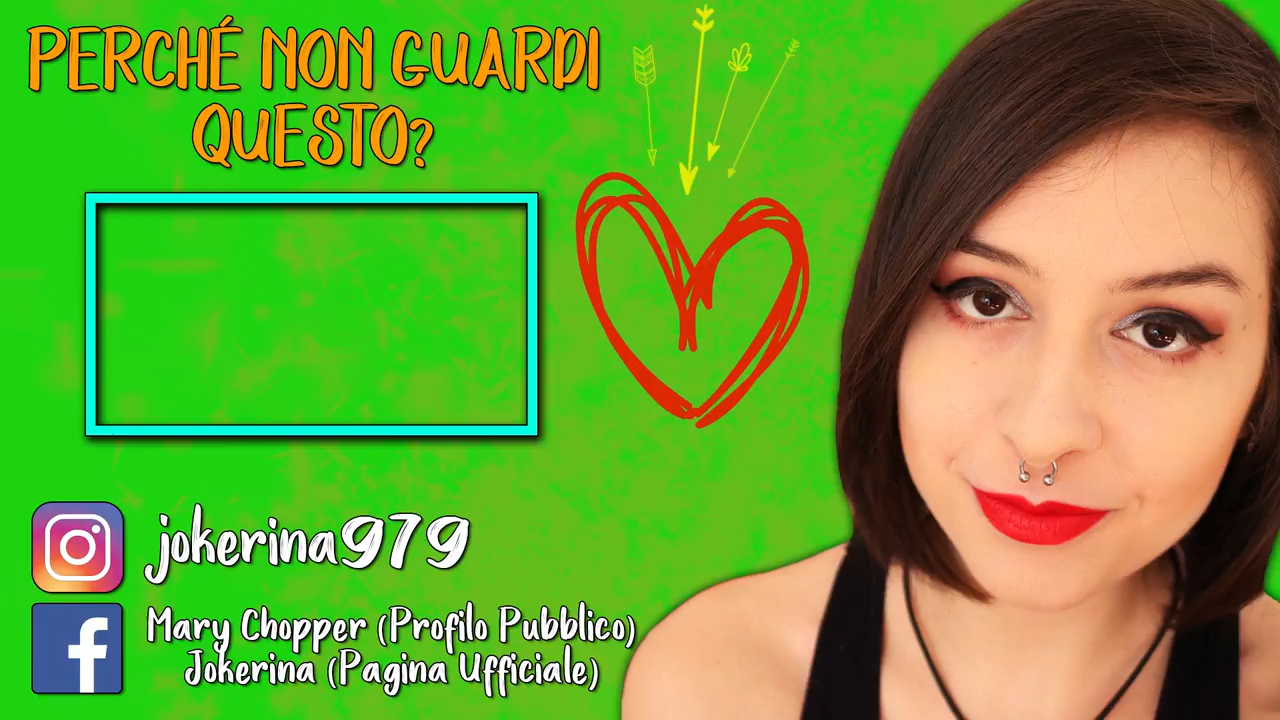 PERCHÉ NON GUARDI
QUESTO?
jokerina979
Mary Chopper (Profilo Pubblico)
Jokerina (Pagina Ufficiale)